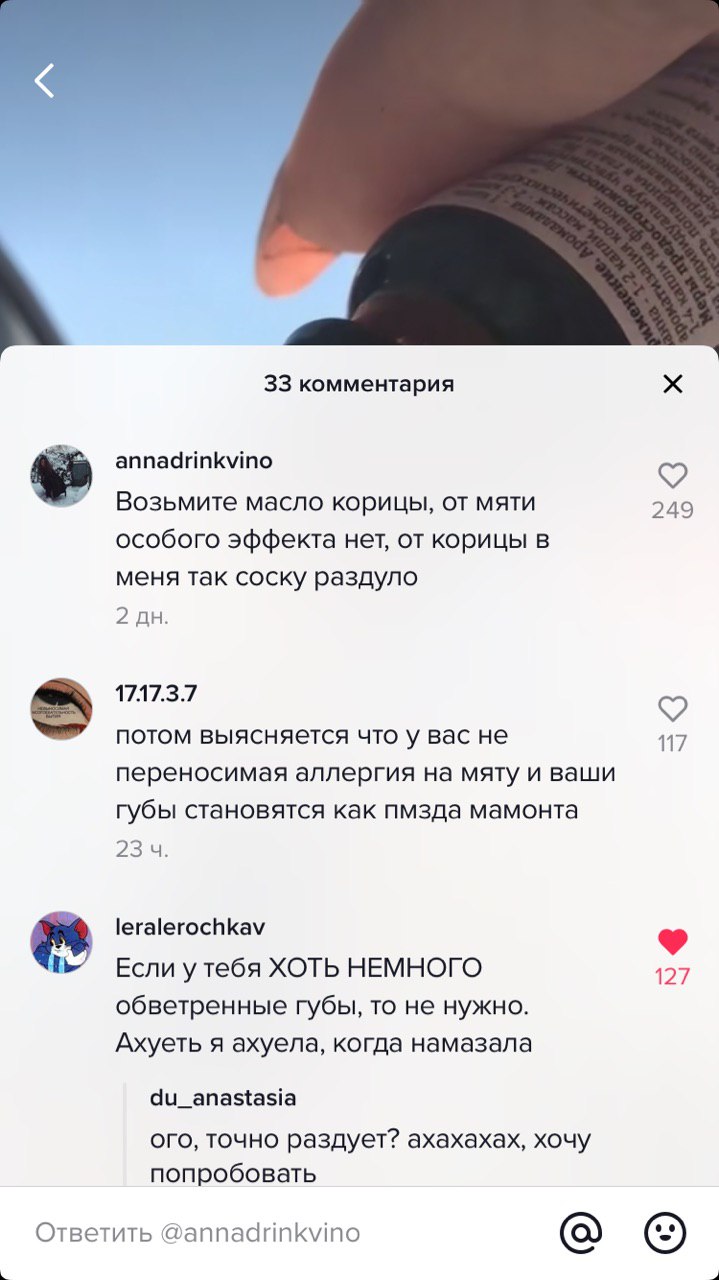 33 комментария
annadrinkvino
Возьмите масло корицы, от мяти
особого эффекта нет, от корицы в
меня так соску раздуло
249
2 дн.
17.17.3.7
потом выясняется что у вас не
переносимая аллергия на мяту и ваши
губы становятся как пмзда мамонта
117
23 ч.
leralerochkav
Если у тебя ХОТЬ НЕМНОГО
обветренные губы, то не нужно.
Ахуеть я ахуела, когда намазала
127
du_anastasia
ого, точно раздует? ахахахах, хочу
попробовать
Ответить @annadrinkvino